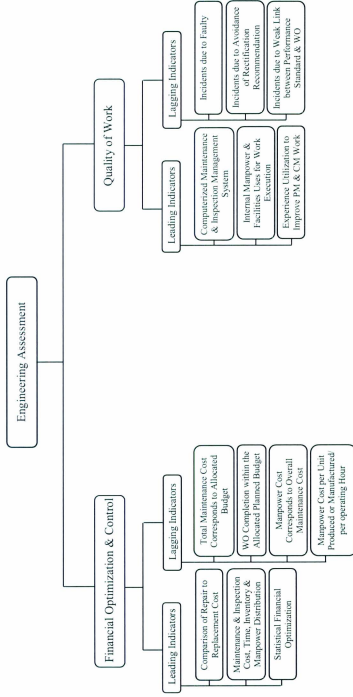 Engineering Assessment
Financial Optimization & Control
Leading Indicators
Comparison of Repair to
Replacement Cost
Maintenance & Inspection
Cost, Time, Inventory &
Manpower Distribution
Statistical Financial
Optimization
Lagging Indicators
Total Maintenance Cost
Corresponds to Allocated
Budget
WO Completion within the
Allocated Planned Budget
Manpower Cost
Corresponds to Overall
Maintenance Cost
Manpower Cost per Unit
Produced or Manufactured/
per operating Hour
Quality of Work
Leading Indicators
Computerized Maintenance
& Inspection Management
System
Internal Manpower &
Facilities Uses for Work
Execution
Experience Utilization to
Improve PM & CM Work
Lagging Indicators
Incidents due to Faulty
Incidents due to Avoidance
of Rectification
Recommendation
Incidents due to Weak Link
between Performance
Standard & WO